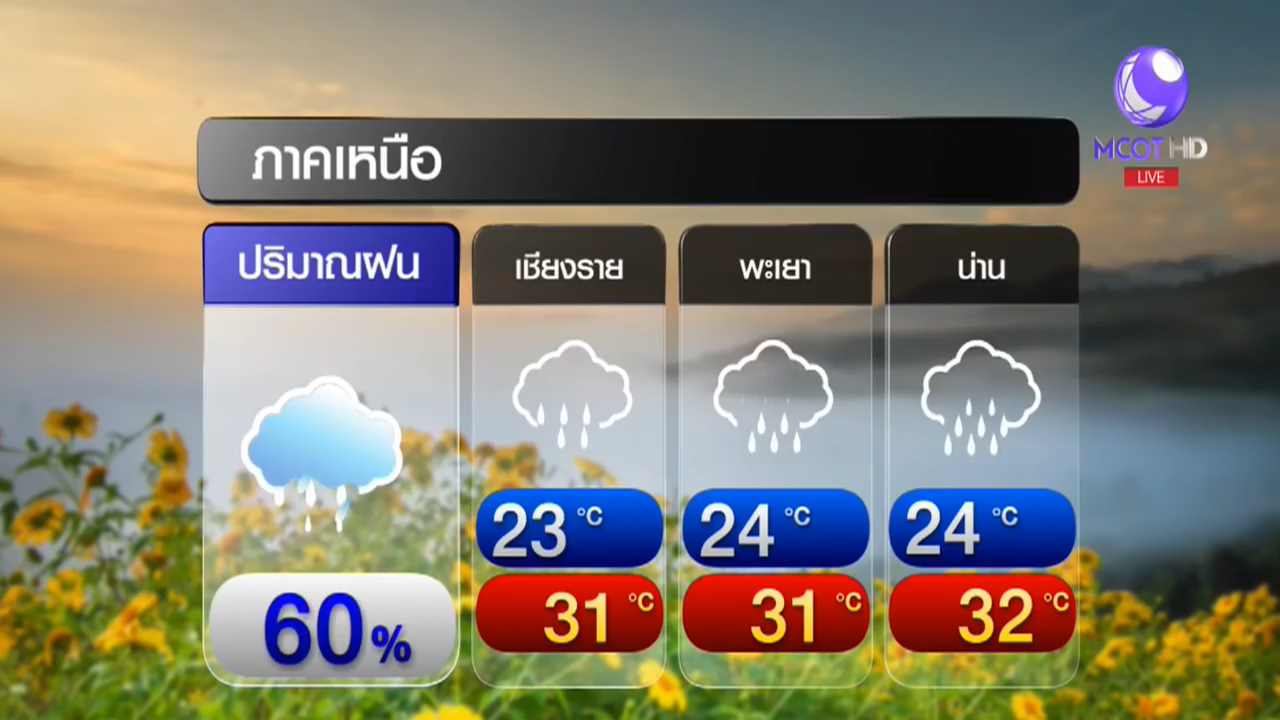 ภาคเหนือ
MCOT HD
LIVE
ปริมาณฝน
เชียงราย
พะเยา
น่าน
23 °C
24 °C
24 °C
60 %
31 °C
31 °C
32 °C